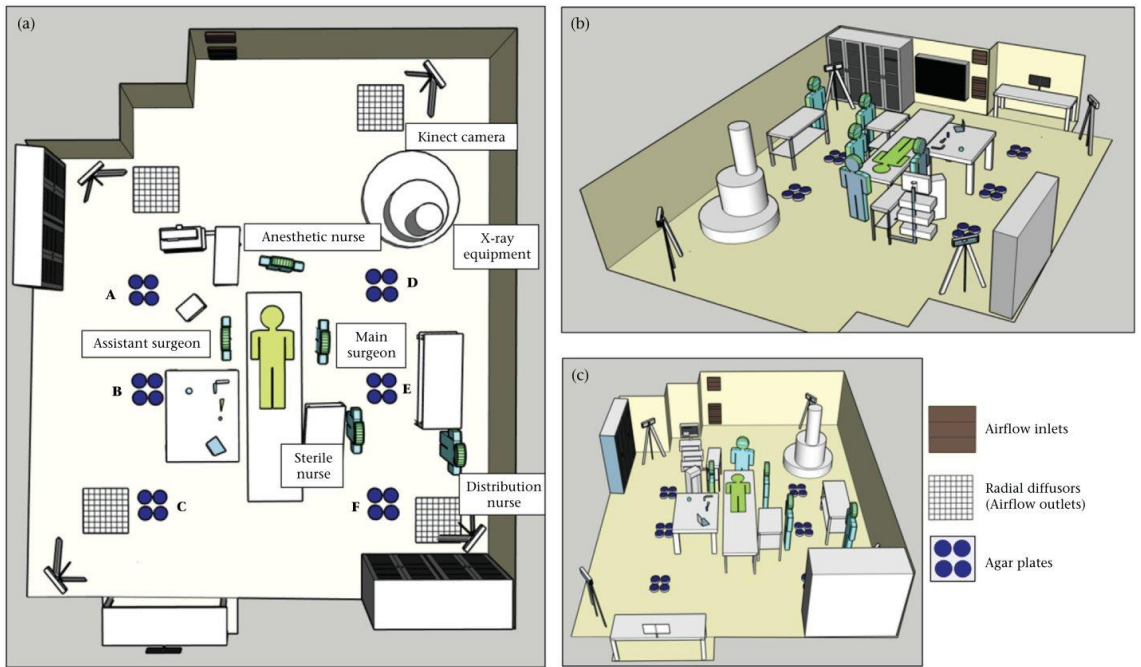 (a)
Kinect camera
Anesthetic nurse
X-ray
equipment
A
D
Assistant surgeon
Main
surgeon
B
E
Sterile
nurse
Distribution
nurse
C
F
(b)
(c)
Airflow inlets
Radial diffusors
(Airflow outlets)
Agar plates